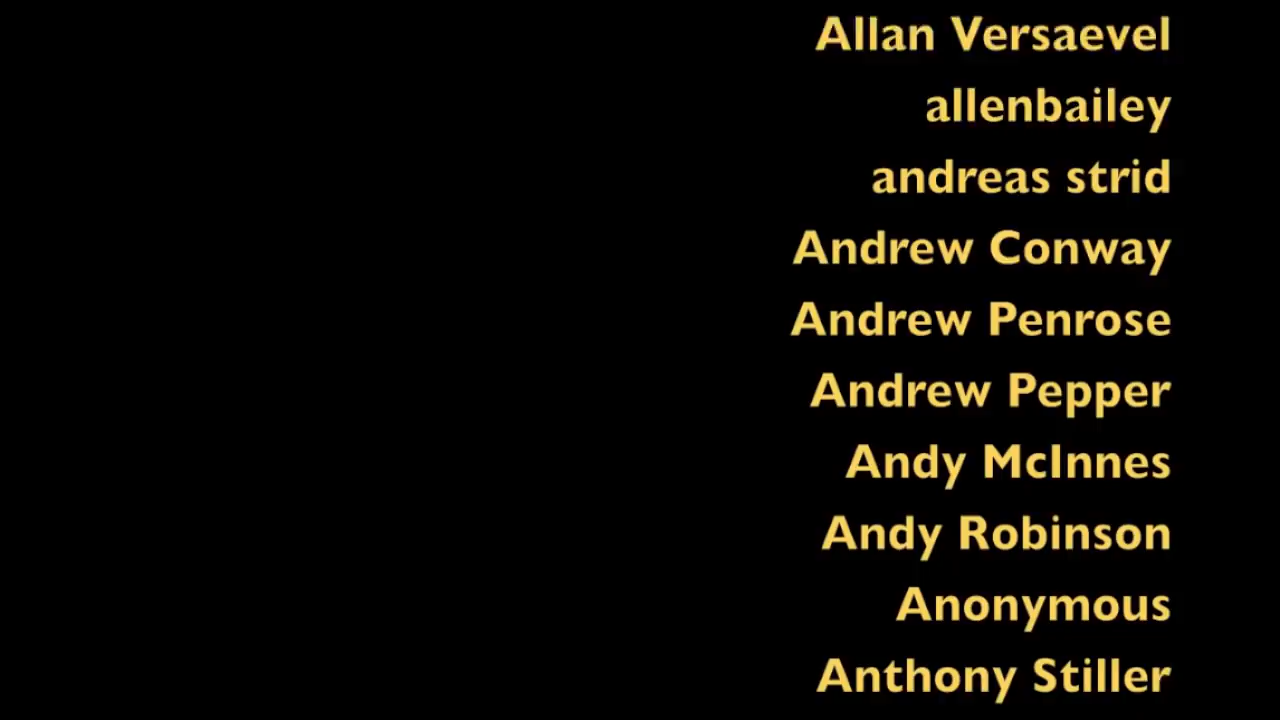 Allan Versaevel
allenbailey
andreas strid
Andrew Conway
Andrew Penrose
Andrew Pepper
Andy McInnes
Andy Robinson
Anonymous
Anthony Stiller